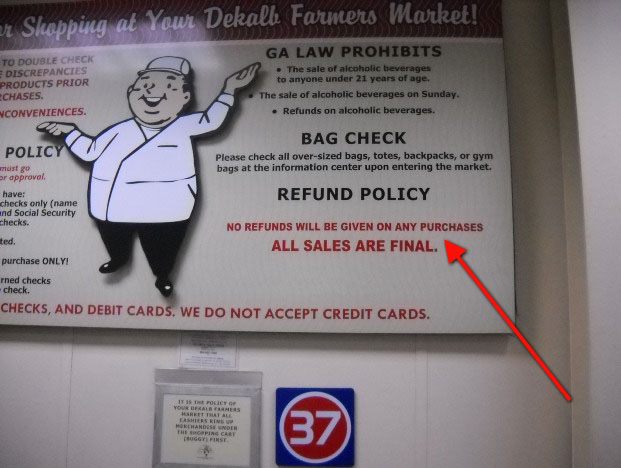 r Shopping at Your Dekalb Farmers Market!
TO DOUBLE CHECK
DISCREPANCIES
PRODUCTS PRIOR
CHASES.
CONVENIENCES.
POLICY
must go
r approval.
have:
checks only (name
nd Social Security
checks.
ted.
purchase ONLY!
rned checks
check.
GA LAW PROHIBITS
• The sale of alcoholic beverages
to anyone under 21 years of age.
• The sale of alcoholic beverages on Sunday.
• Refunds on alcoholic beverages.
BAG CHECK
Please check all over-sized bags, totes, backpacks, or gym
bags at the information center upon entering the market.
REFUND POLICY
NO REFUNDS WILL BE GIVEN ON ANY PURCHASES
ALL SALES ARE FINAL.
CHECKS, AND DEBIT CARDS. WE DO NOT ACCEPT CREDIT CARDS.
IT IS THE POLICY OF
YOUR DEKALB FARMERS
MARKET THAT ALL
CASHIERS RING UP
MERCHANDISE UNDER
THE SHOPPING CART
(BUGGY) FIRST.
37